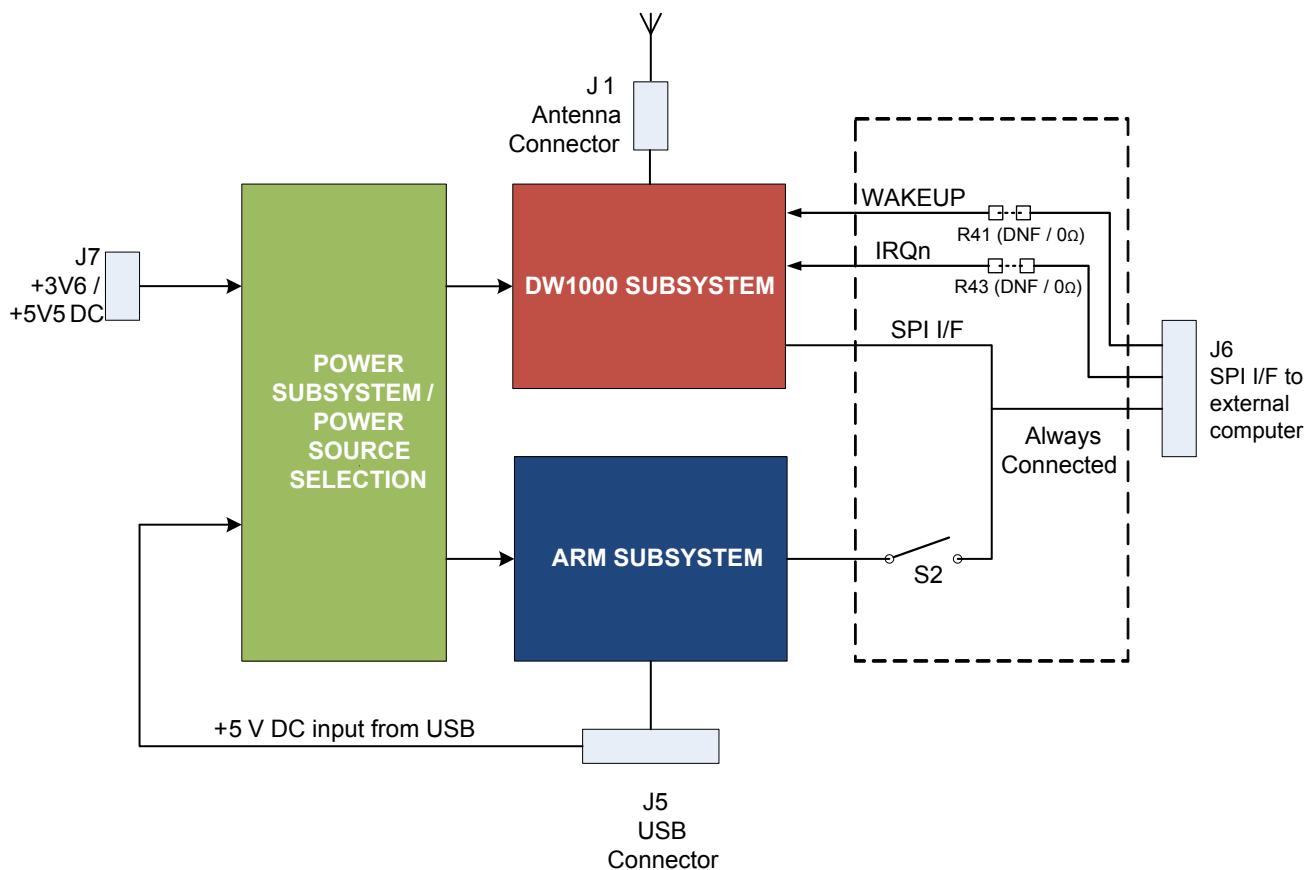 J 1
Antenna
Connector
WAKEUP
R41 (DNF / 0Ω)
IRQn
R43 (DNF / 0Ω)
J7
+3V6 /
+5V5 DC
DW1000 SUBSYSTEM
SPI I/F
J6
SPI I/F to
external
computer
POWER
SUBSYSTEM /
POWER
SOURCE
SELECTION
Always
Connected
ARM SUBSYSTEM
S2
+5 V DC input from USB
J5
USB
Connector